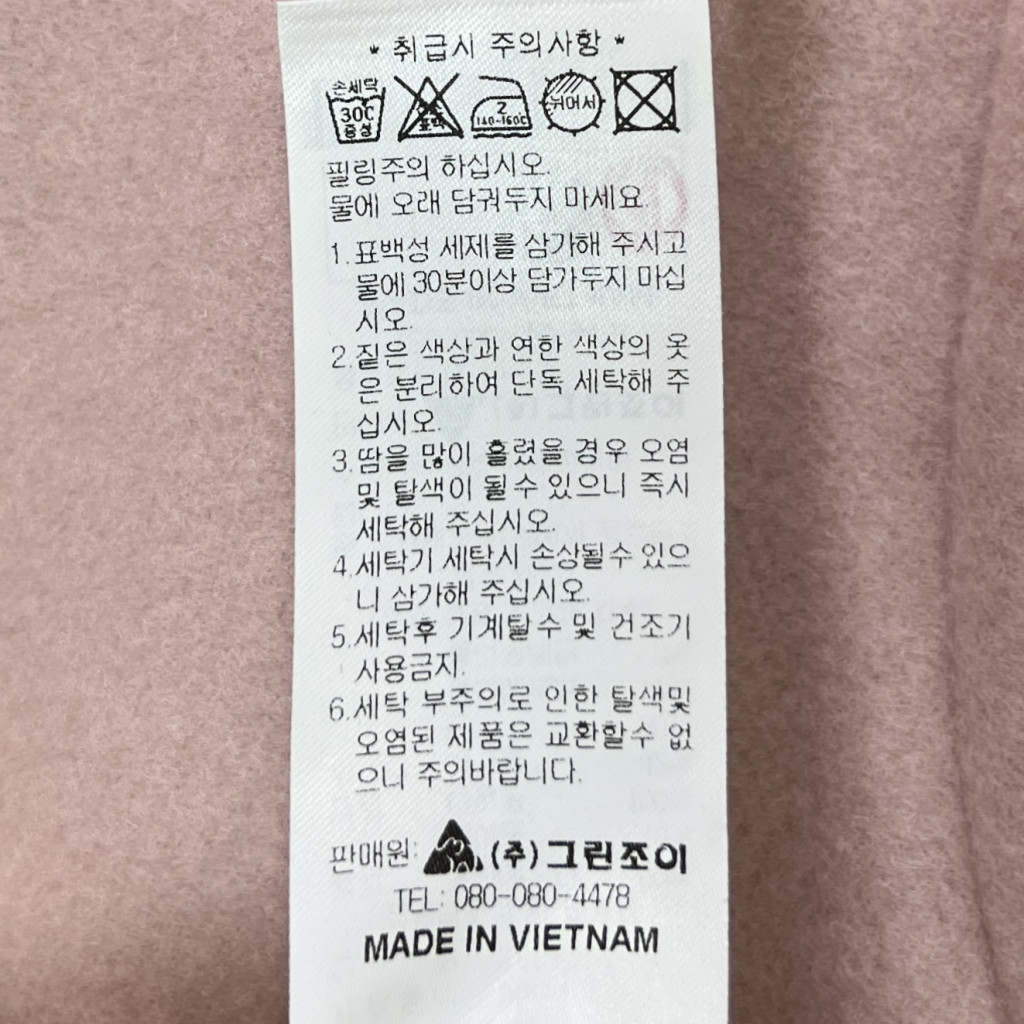 * 취급시 주의사항 *
손세탁
30℃
중성
표백
2
140~160℃
뉘어서
필링주의 하십시오.
물에 오래 담궈두지 마세요.
1. 표백성 세제를 삼가해 주시고
물에 30분이상 담가두지 마십
시오.
2. 짙은 색상과 연한 색상의 옷
은 분리하여 단독 세탁해 주
십시오.
3. 땀을 많이 흘렸을 경우 오염
및 탈색이 될수 있으니 즉시
세탁해 주십시오.
4. 세탁기 세탁시 손상될수 있으
니 삼가해 주십시오.
5. 세탁후 기계탈수 및 건조기
사용금지.
6. 세탁 부주의로 인한 탈색및
오염된 제품은 교환할수 없
으니 주의바랍니다.
판매원: (주)그린조이
TEL: 080-080-4478
MADE IN VIETNAM